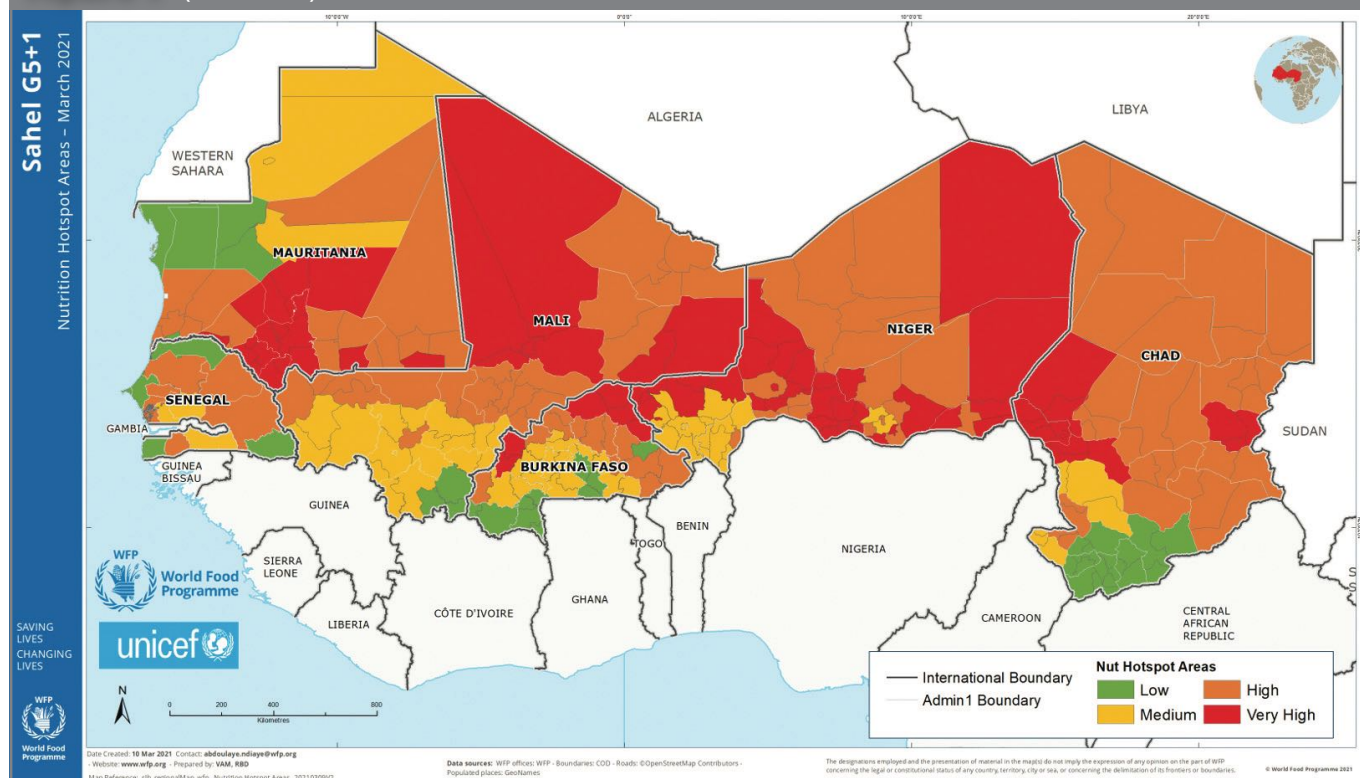 Sahel G5+1
Nutrition Hotspot Areas – March 2021
ALGERIA
LIBYA
WESTERN
SAHARA
MAURITANIA
MALI
NIGER
CHAD
SENEGAL
GAMBIA
SUDAN
GUINEA
BISSAU
BURKINA FASO
GUINEA
BENIN
NIGERIA
TOGO
SIERRA
LEONE
GHANA
CÔTE D'IVOIRE
LIBERIA
CAMEROON
CENTRAL
AFRICAN
REPUBLIC
WFP
World Food
Programme
unicef
SAVING
LIVES
CHANGING
LIVES
WFP
World Food
Programme
N
0 200 400 600 800
Kilometres
International Boundary
Admin1 Boundary
Nut Hotspot Areas
Low
Medium
High
Very High
10°0'0"W
0°0'0"
10°0'0"E
20°0'0"E
Date Created: 10 Mar 2021 Contact: abdoulaye.ndiaye@wfp.org
- Website: www.wfp.org - Prepared by: VAM, RBD
Data sources: WFP offices: WFP - Boundaries: COD - Roads: ©OpenStreetMap Contributors -
Populated places: GeoNames
The designations employed and the presentation of material in the map(s) do not imply the expression of any opinion on the part of WFP
concerning the legal or constitutional status of any country, territory, city or sea, or concerning the delimitation of its frontiers or boundaries.
© World Food Programme 2021